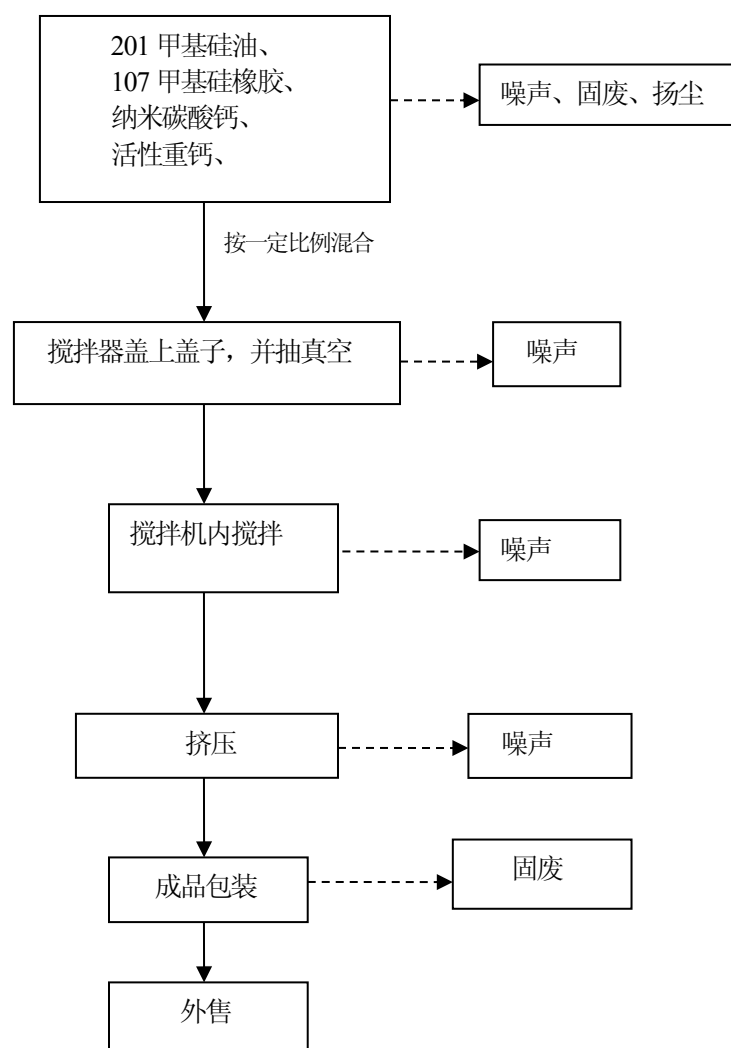 201 甲基硅油、
107 甲基硅橡胶、
纳米碳酸钙、
活性重钙、
噪声、固废、扬尘
按一定比例混合
搅拌器盖上盖子，并抽真空
噪声
搅拌机内搅拌
噪声
挤压
噪声
成品包装
固废
外售